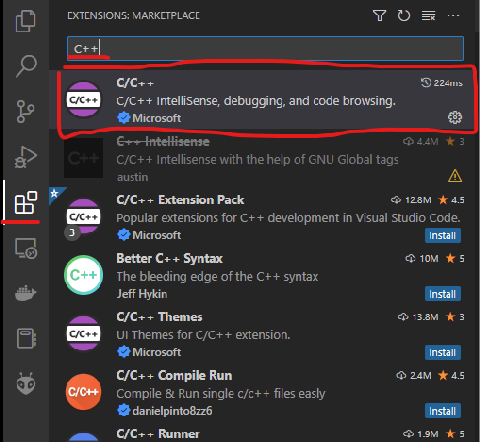 EXTENSIONS: MARKETPLACE
C++
C/C++
C/C++ 224ms
C/C++ IntelliSense, debugging, and code browsing.
Microsoft
C++ Intellisense 4.4M 3
C/C++ Intellisense with the help of GNU Global tags
austin
C/C++
C/C++ Extension Pack 12.8M 4.5
Popular extensions for C++ development in Visual Studio Code.
3
Microsoft Install
C++
Better C++ Syntax 10M 5
The bleeding edge of the C++ syntax
Jeff Hykin Install
C/C++
C/C++ Themes 13.8M 3
UI Themes for C/C++ extension.
Microsoft Install
C/C++
C/C++ Compile Run 2.4M 4.5
Compile & Run single c/c++ files easily
danielpinto8zz6 Install
C/C++ Runner 1.9M 5